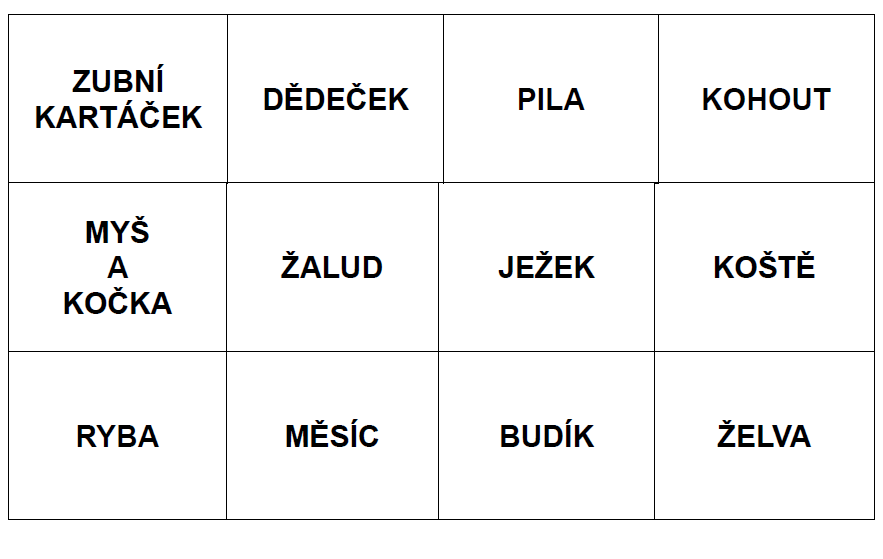 ZUBNÍ
KARTÁČEK
DĚDEČEK
PILA
KOHOUT
MYŠ
A
KOČKA
ŽALUD
JEŽEK
KOŠTĚ
RYBA
MĚSÍC
BUDÍK
ŽELVA